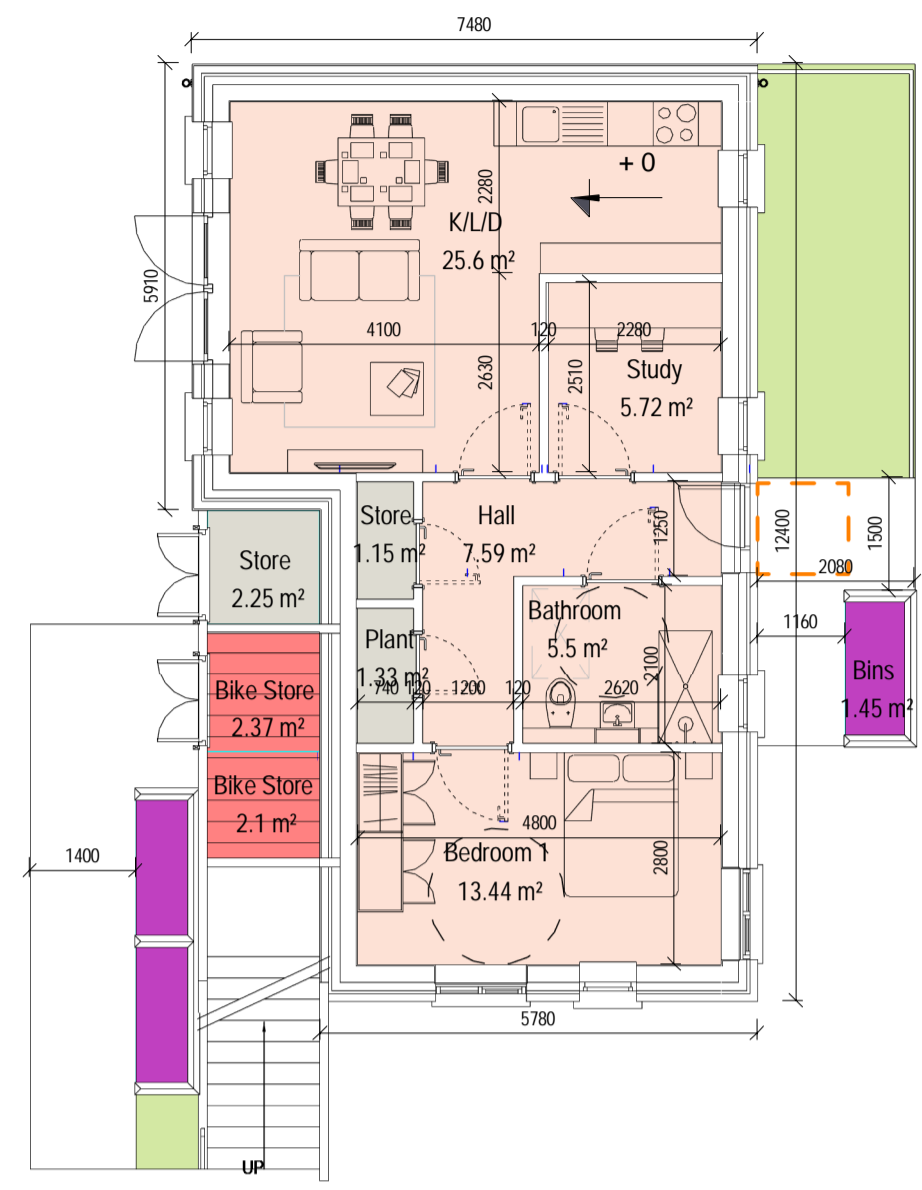 7480
+ 0
2280
K/L/D
25.6 m²
5910
4100
120
2280
2630
2510
Study
5.72 m²
Store
1.15 m²
Hall
7.59 m²
1250
12400
1500
2080
Store
2.25 m²
Bathroom
5.5 m²
1160
Plant
1.33 m²
2100
Bins
1.45 m²
Bike Store
2.37 m²
740
120
1200
120
2620
Bike Store
2.1 m²
4800
1400
Bedroom 1
13.44 m²
2800
5780
UP